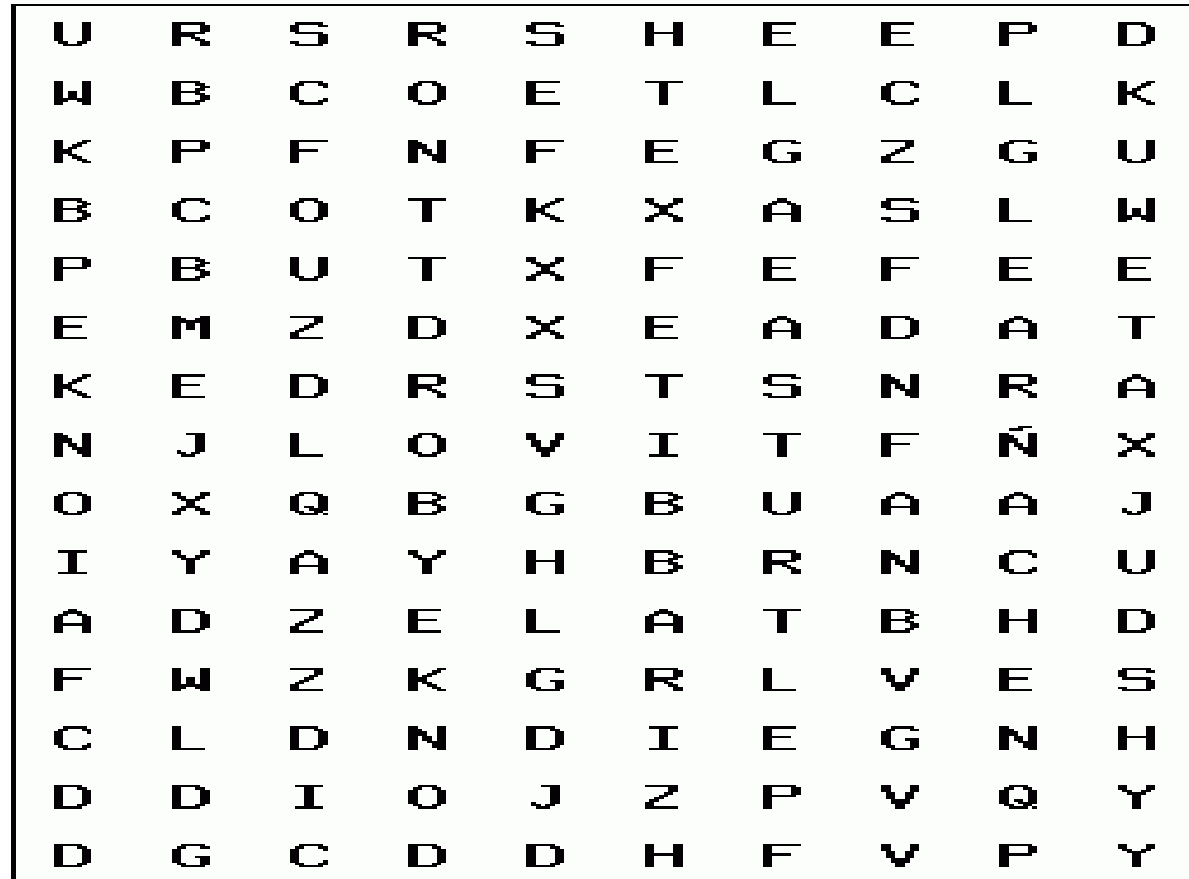 U R S R S H E E P D
W B C O E T L C L K
K P F N F E G Z G U
B C O T K X A S L W
P B U T X F E F E E
E M Z D X E A D A T
K E D R S T S N R A
N J L O V I T F Ñ X
O X Q B G B U A A J
I Y A Y H B R N C U
A D Z E L A T B H D
F W Z K G R L V E S
C L D N D I E G N H
D D I O J Z P V Q Y
D G C D D H F V P Y